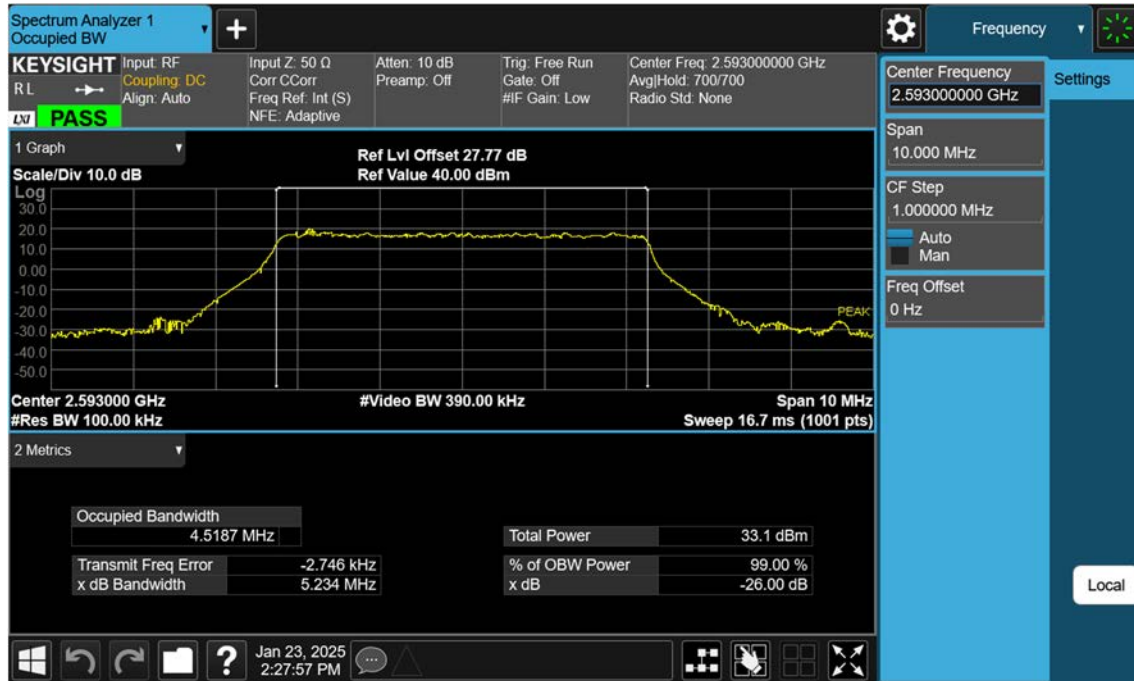 Spectrum Analyzer 1
Occupied BW
+
Frequency
KEYSIGHT
RL
LXI PASS
Input: RF
Coupling: DC
Align: Auto
Input Z: 50 Ω
Corr CCorr
Freq Ref: Int (S)
NFE: Adaptive
Atten: 10 dB
Preamp: Off
Trig: Free Run
Gate: Off
#IF Gain: Low
Center Freq: 2.593000000 GHz
Avg|Hold: 700/700
Radio Std: None
Center Frequency
2.593000000 GHz
Settings
Span
10.000 MHz
CF Step
1.000000 MHz
Auto
Man
Freq Offset
0 Hz
Local
1 Graph
Scale/Div 10.0 dB
Ref Lvl Offset 27.77 dB
Ref Value 40.00 dBm
Log
30.0
20.0
10.0
0.00
-10.0
-20.0
-30.0
-40.0
-50.0
PEAK
Center 2.593000 GHz
#Video BW 390.00 kHz
Span 10 MHz
#Res BW 100.00 kHz
Sweep 16.7 ms (1001 pts)
2 Metrics
Occupied Bandwidth
4.5187 MHz
Total Power 33.1 dBm
Transmit Freq Error -2.746 kHz
% of OBW Power 99.00 %
x dB Bandwidth 5.234 MHz
x dB -26.00 dB
?
Jan 23, 2025
2:27:57 PM